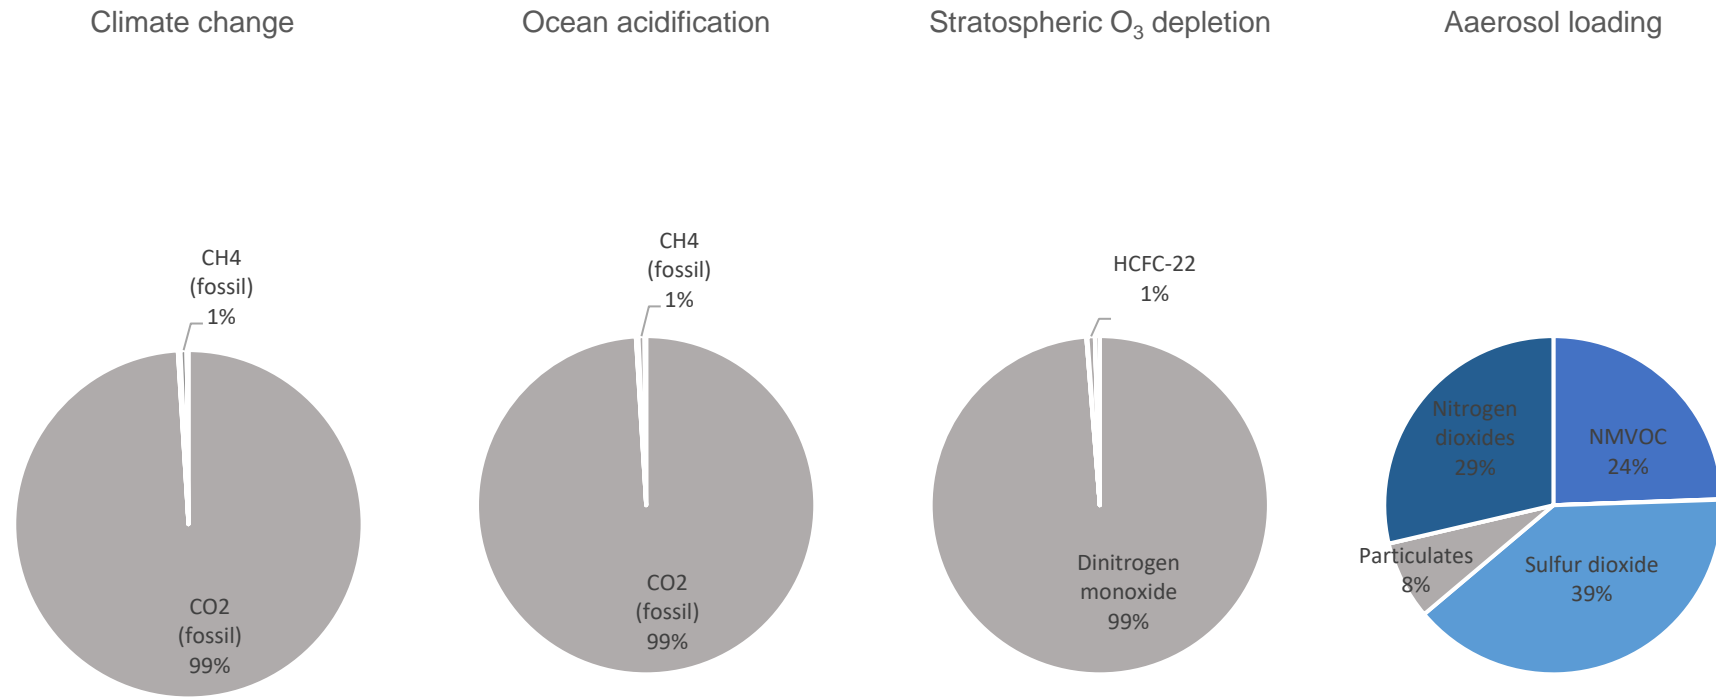 Climate change
Ocean acidification
Stratospheric O₃ depletion
Aaerosol loading
CH4
(fossil)
1%
CO2
(fossil)
99%
CH4
(fossil)
1%
CO2
(fossil)
99%
HCFC-22
1%
Dinitrogen
monoxide
99%
Nitrogen
dioxides
29%
NMVOC
24%
Particulates
8%
Sulfur dioxide
39%